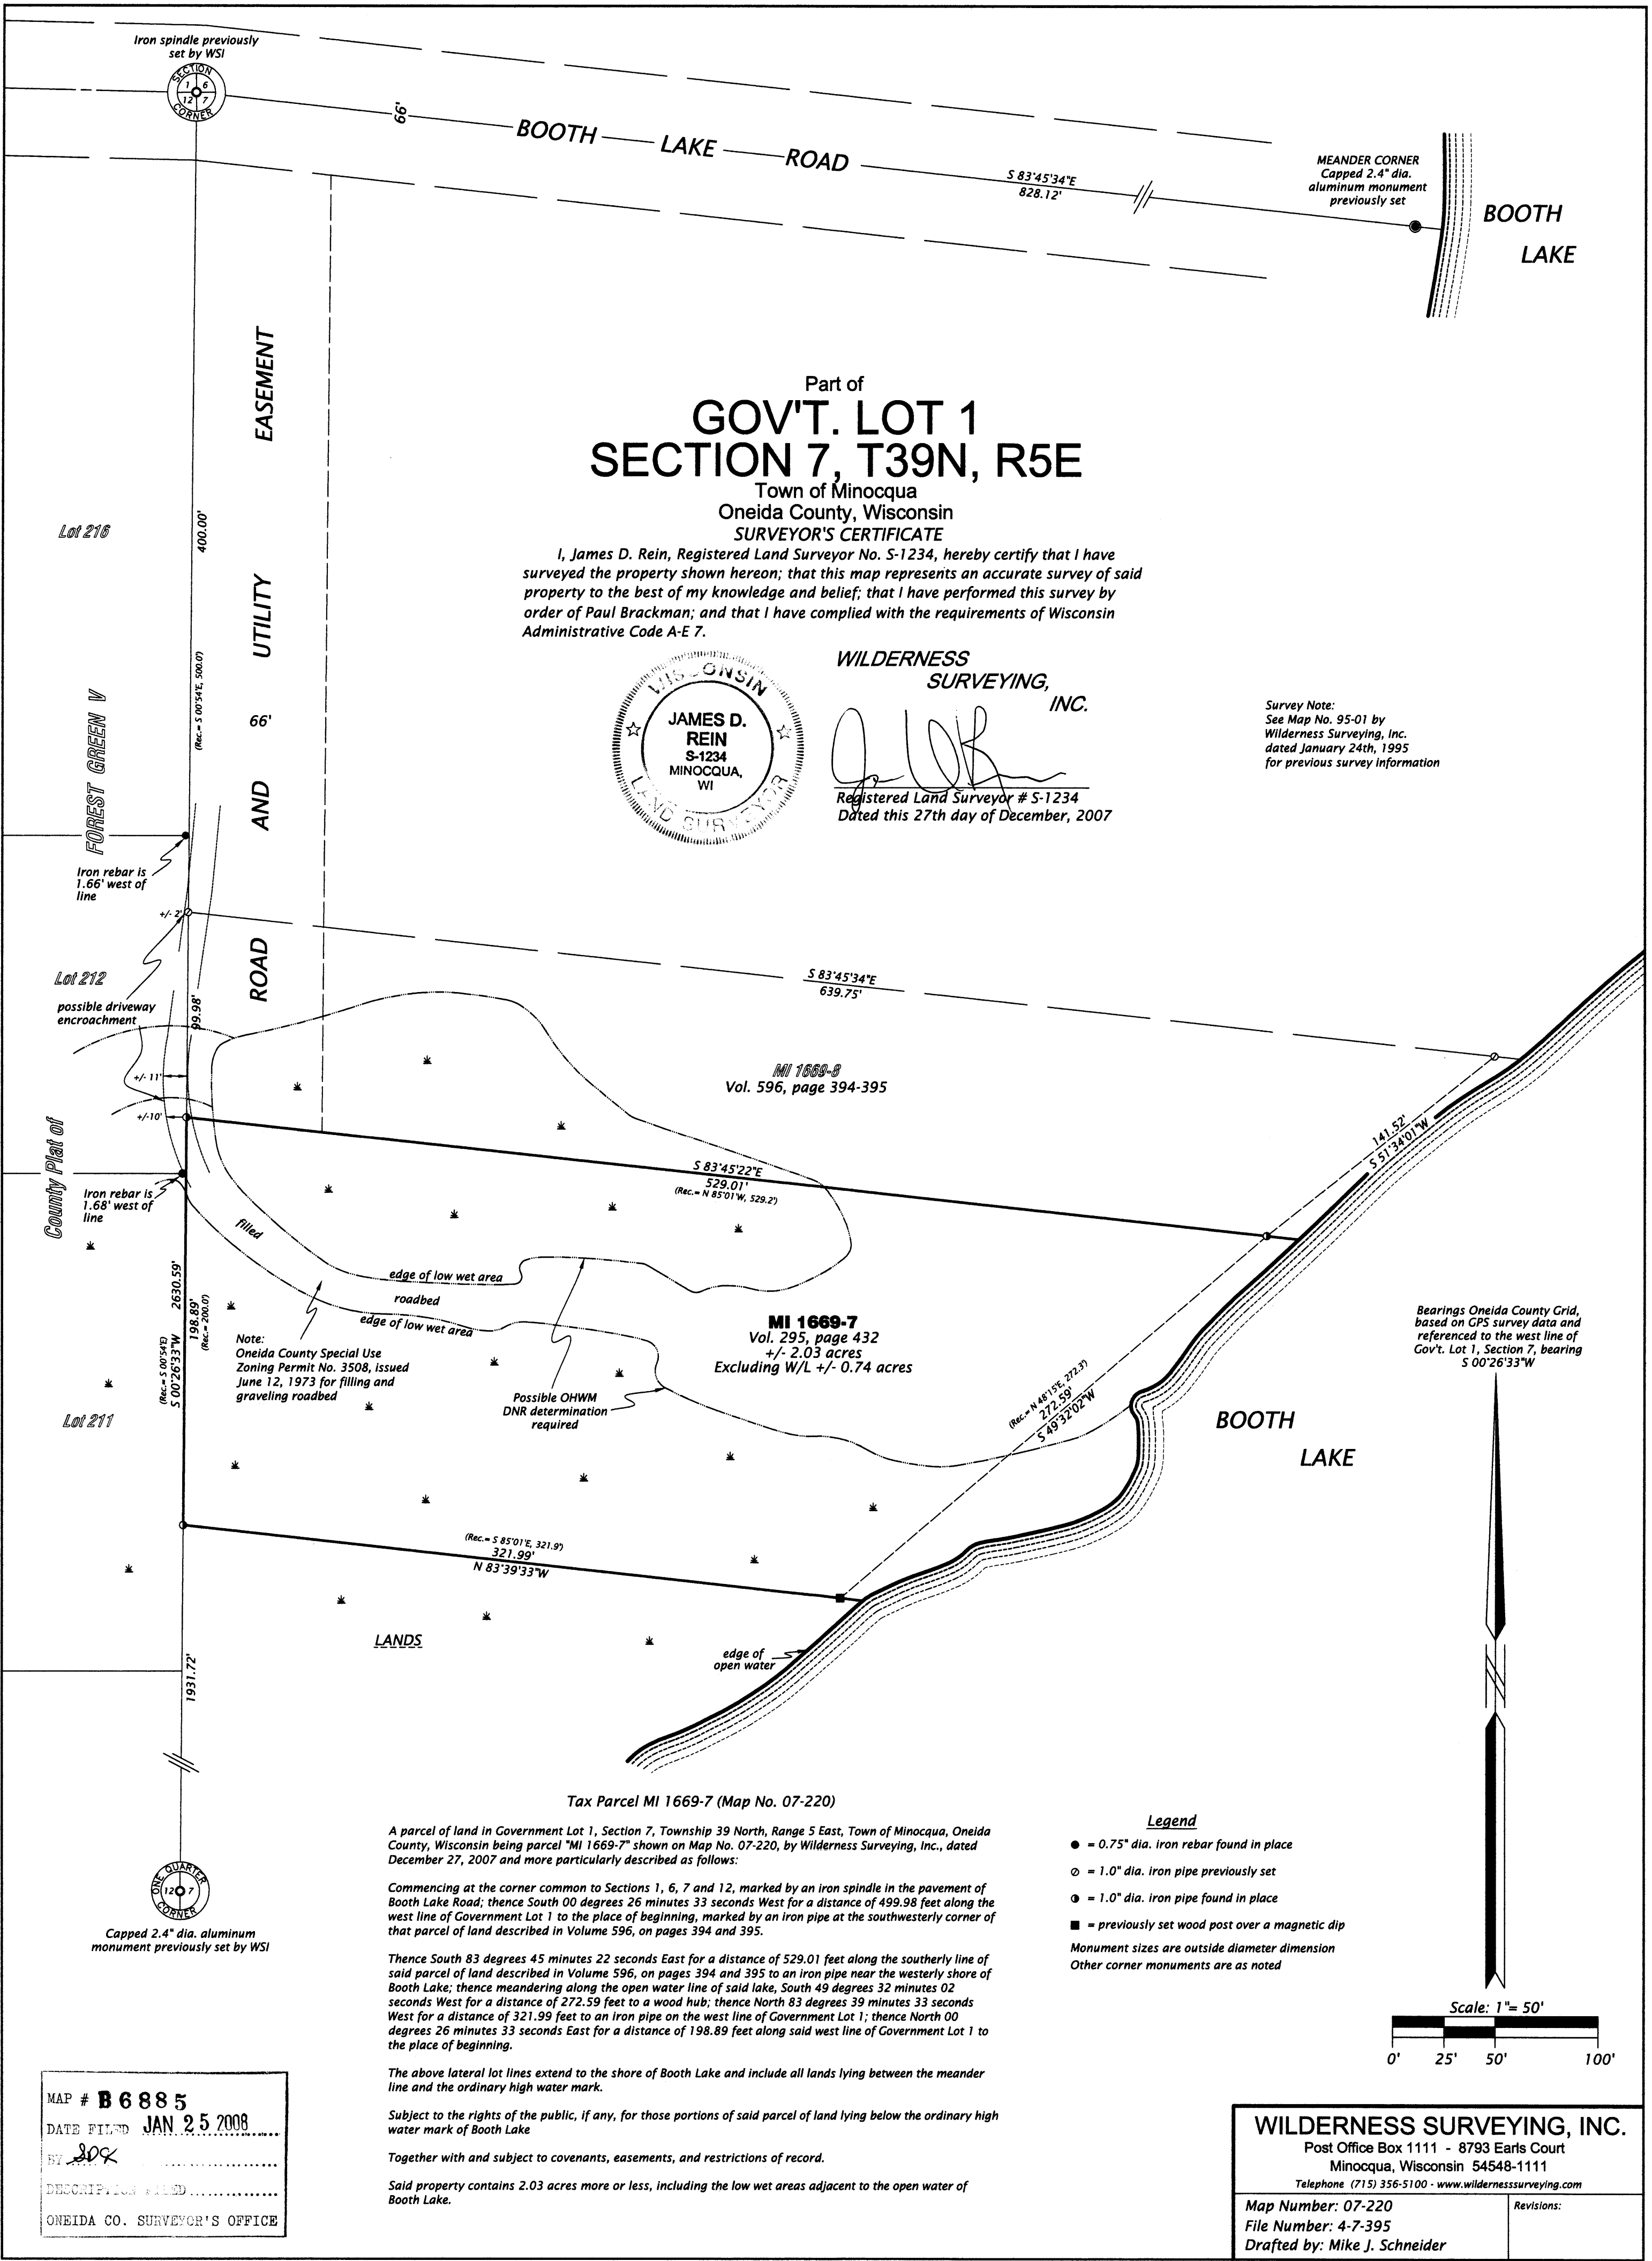 Iron spindle previously
set by WSI
SECTION
1 6
12 7
CORNER
66'
BOOTH LAKE ROAD
S 83°45'34"E
828.12'
MEANDER CORNER
Capped 2.4" dia.
aluminum monument
previously set
BOOTH
LAKE
Part of
GOV'T. LOT 1
SECTION 7, T39N, R5E
Town of Minocqua
Oneida County, Wisconsin
SURVEYOR'S CERTIFICATE
I, James D. Rein, Registered Land Surveyor No. S-1234, hereby certify that I have
surveyed the property shown hereon; that this map represents an accurate survey of said
property to the best of my knowledge and belief; that I have performed this survey by
order of Paul Brackman; and that I have complied with the requirements of Wisconsin
Administrative Code A-E 7.
WISCONSIN
JAMES D.
REIN
S-1234
MINOCQUA,
WI
LAND SURVEYOR
WILDERNESS
SURVEYING,
INC.
Registered Land Surveyor # S-1234
Dated this 27th day of December, 2007
Survey Note:
See Map No. 95-01 by
Wilderness Surveying, Inc.
dated January 24th, 1995
for previous survey information
ROAD AND 66' UTILITY EASEMENT
Lot 216
400.00'
(Rec.= S 00°54'E, 500.0')
County Plat of FOREST GREEN V
Iron rebar is
1.66' west of
line
+/- 2'
Lot 212
possible driveway
encroachment
99.98'
+/- 11'
+/-10'
Iron rebar is
1.68' west of
line
S 83°45'34"E
639.75'
MI 1669-8
Vol. 596, page 394-395
141.52'
S 51°34'01"W
S 83°45'22"E
529.01'
(Rec.= N 85°01'W, 529.2')
filled
edge of low wet area
roadbed
edge of low wet area
(Rec.= S 00°54'E)
S 00°26'33"W 2630.59'
198.89'
(Rec.= 200.0')
Note:
Oneida County Special Use
Zoning Permit No. 3508, issued
June 12, 1973 for filling and
graveling roadbed
Possible OHWM
DNR determination
required
MI 1669-7
Vol. 295, page 432
+/- 2.03 acres
Excluding W/L +/- 0.74 acres
(Rec.= N 48°15'E, 272.3')
272.59'
S 49°32'02"W
Bearings Oneida County Grid,
based on GPS survey data and
referenced to the west line of
Gov't. Lot 1, Section 7, bearing
S 00°26'33"W
BOOTH
LAKE
Lot 211
(Rec.= S 85°01'E, 321.9')
321.99'
N 83°39'33"W
LANDS
edge of
open water
1931.72'
ONE QUARTER
12 7
CORNER
Capped 2.4" dia. aluminum
monument previously set by WSI
Tax Parcel MI 1669-7 (Map No. 07-220)
A parcel of land in Government Lot 1, Section 7, Township 39 North, Range 5 East, Town of Minocqua, Oneida
County, Wisconsin being parcel "MI 1669-7" shown on Map No. 07-220, by Wilderness Surveying, Inc., dated
December 27, 2007 and more particularly described as follows:
Commencing at the corner common to Sections 1, 6, 7 and 12, marked by an iron spindle in the pavement of
Booth Lake Road; thence South 00 degrees 26 minutes 33 seconds West for a distance of 499.98 feet along the
west line of Government Lot 1 to the place of beginning, marked by an iron pipe at the southwesterly corner of
that parcel of land described in Volume 596, on pages 394 and 395.
Thence South 83 degrees 45 minutes 22 seconds East for a distance of 529.01 feet along the southerly line of
said parcel of land described in Volume 596, on pages 394 and 395 to an iron pipe near the westerly shore of
Booth Lake; thence meandering along the open water line of said lake, South 49 degrees 32 minutes 02
seconds West for a distance of 272.59 feet to a wood hub; thence North 83 degrees 39 minutes 33 seconds
West for a distance of 321.99 feet to an iron pipe on the west line of Government Lot 1; thence North 00
degrees 26 minutes 33 seconds East for a distance of 198.89 feet along said west line of Government Lot 1 to
the place of beginning.
The above lateral lot lines extend to the shore of Booth Lake and include all lands lying between the meander
line and the ordinary high water mark.
Subject to the rights of the public, if any, for those portions of said parcel of land lying below the ordinary high
water mark of Booth Lake
Together with and subject to covenants, easements, and restrictions of record.
Said property contains 2.03 acres more or less, including the low wet areas adjacent to the open water of
Booth Lake.
Legend
= 0.75" dia. iron rebar found in place
= 1.0" dia. iron pipe previously set
= 1.0" dia. iron pipe found in place
= previously set wood post over a magnetic dip
Monument sizes are outside diameter dimension
Other corner monuments are as noted
Scale: 1"= 50'
0' 25' 50' 100'
MAP # B6885
DATE FILED JAN 25 2008
BY
DESCRIPTION FILED
ONEIDA CO. SURVEYOR'S OFFICE
WILDERNESS SURVEYING, INC.
Post Office Box 1111 - 8793 Earls Court
Minocqua, Wisconsin 54548-1111
Telephone (715) 356-5100 - www.wildernesssurveying.com
Map Number: 07-220
File Number: 4-7-395
Drafted by: Mike J. Schneider
Revisions: